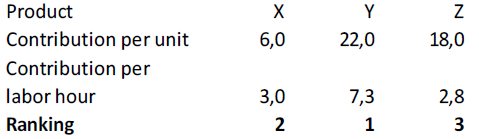 Product X Y Z
Contribution per unit 6,0 22,0 18,0
Contribution per
labor hour 3,0 7,3 2,8
Ranking 2 1 3